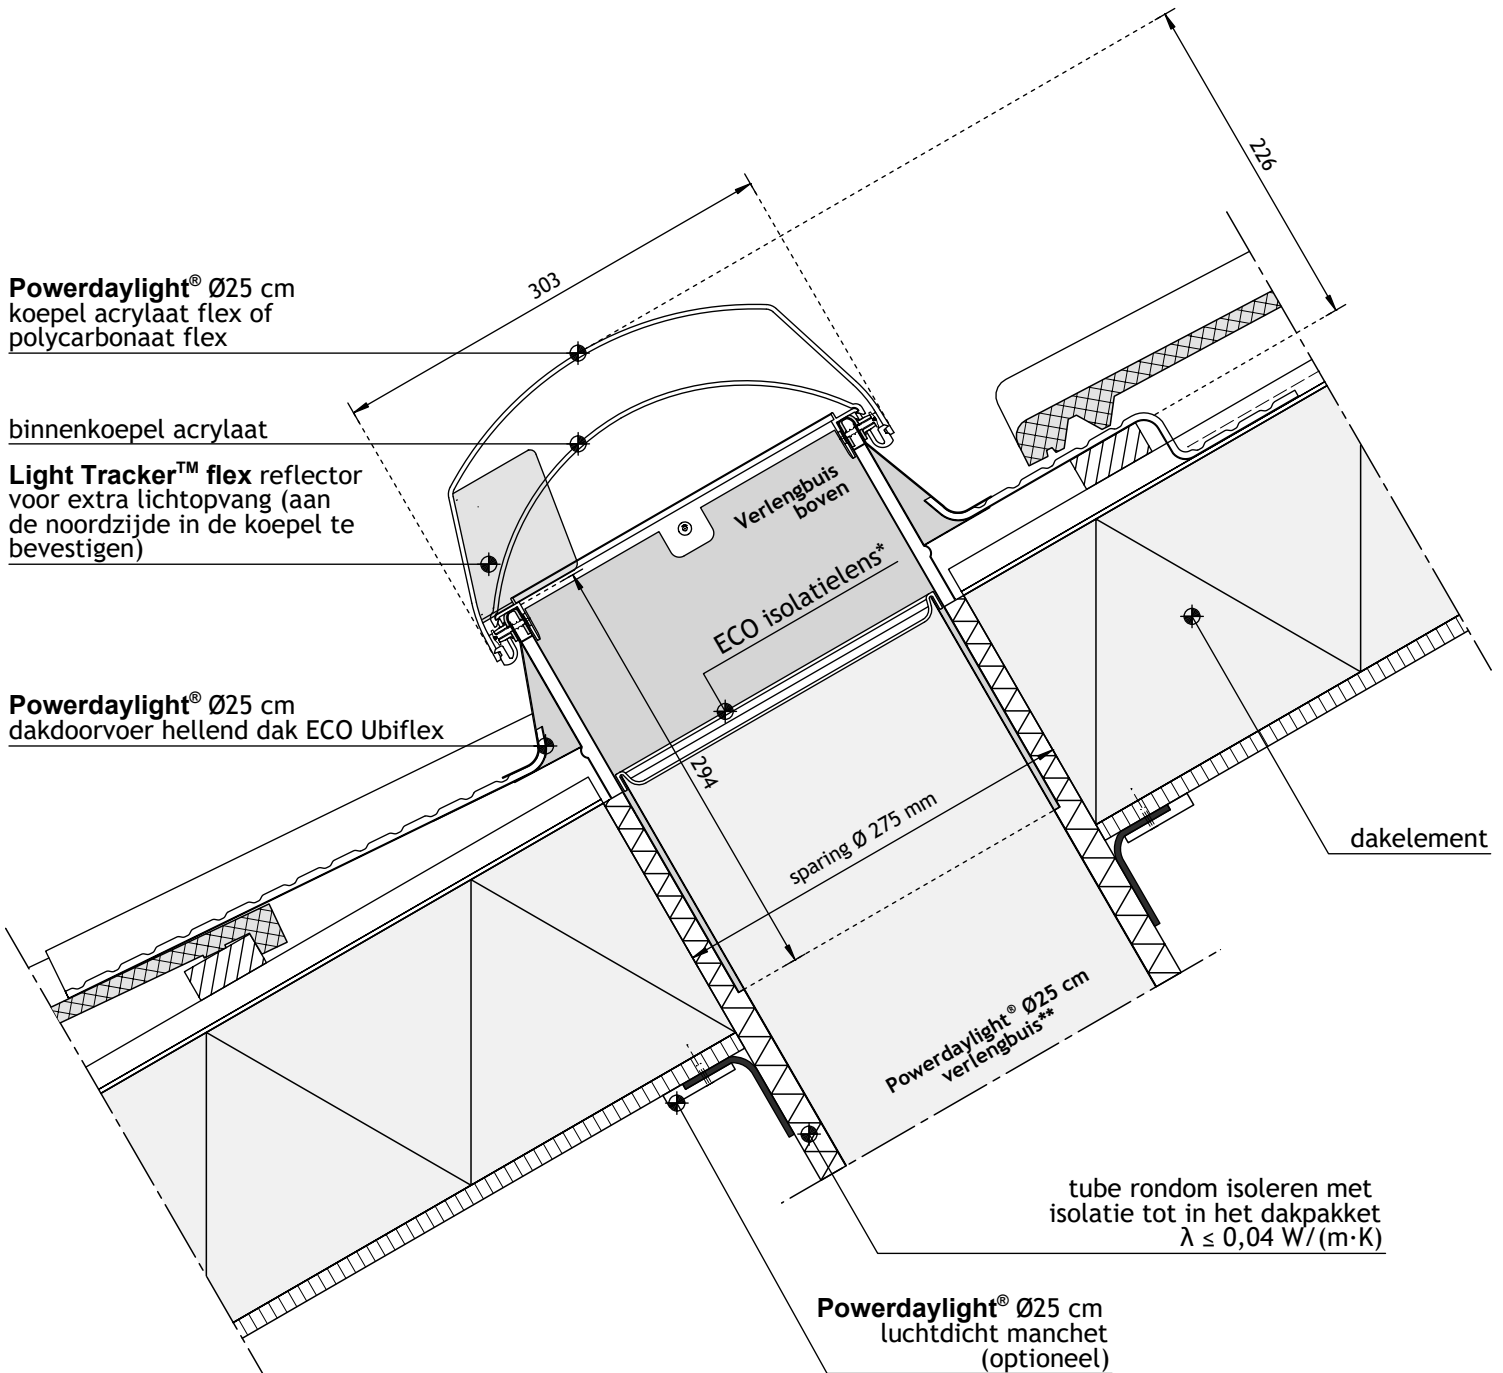 226
303
Powerdaylight® Ø25 cm
koepel acrylaat flex of
polycarbonaat flex
binnenkoepel acrylaat
Light Tracker™ flex reflector
voor extra lichtopvang (aan
de noordzijde in de koepel te
bevestigen)
Verlengbuis
boven
ECO isolatielens*
Powerdaylight® Ø25 cm
dakdoorvoer hellend dak ECO Ubiflex
294
sparing Ø 275 mm
dakelement
Powerdaylight® Ø25 cm
verlengbuis**
tube rondom isoleren met
isolatie tot in het dakpakket
λ ≤ 0,04 W/(m·K)
Powerdaylight® Ø25 cm
luchtdicht manchet
(optioneel)